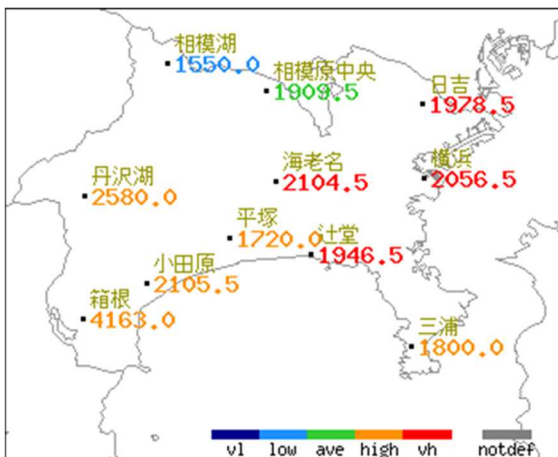 相模湖
1550.0
相模原中央
1909.5
日吉
1978.5
海老名
2104.5
横浜
2056.5
丹沢湖
2580.0
平塚
1720.0
辻堂
1946.5
小田原
2105.5
箱根
4163.0
三浦
1800.0
vl low ave high vh notdef